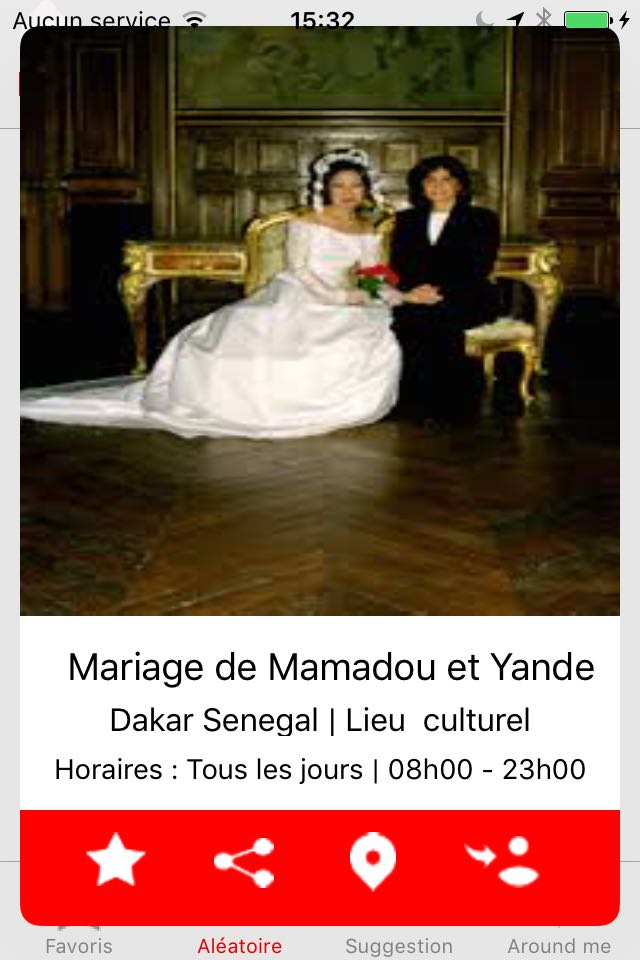 Aucun service 15:32
Mariage de Mamadou et Yande
Dakar Senegal | Lieu culturel
Horaires : Tous les jours | 08h00 - 23h00
Favoris Aléatoire Suggestion Around me